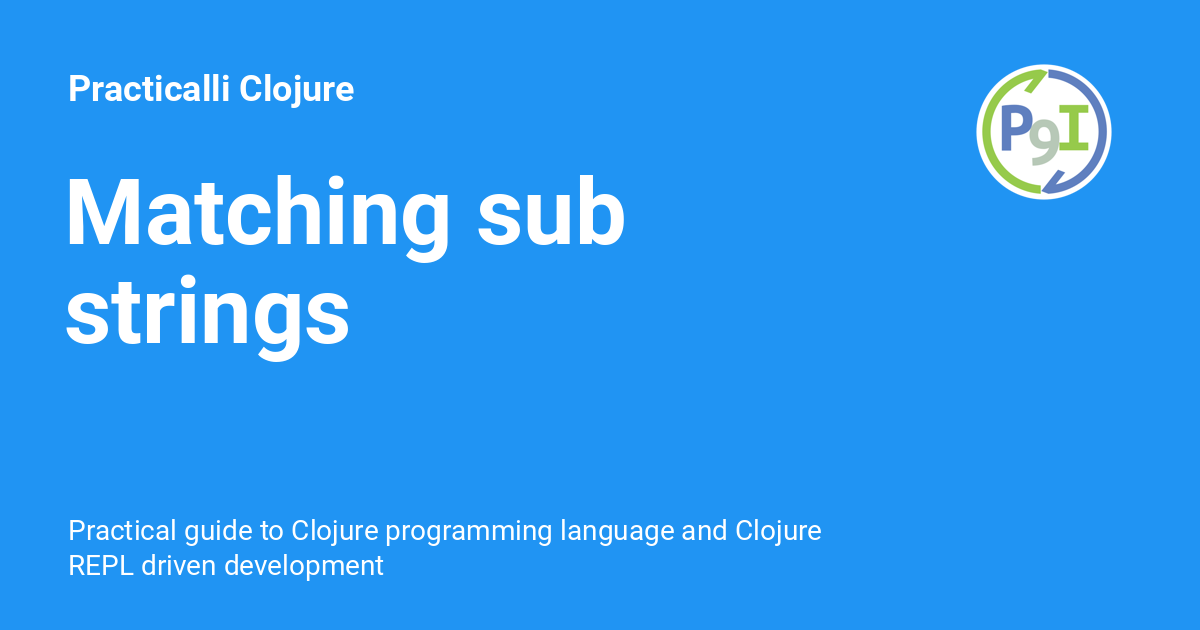 Practicalli Clojure
P9I
Matching sub
strings
Practical guide to Clojure programming language and Clojure
REPL driven development